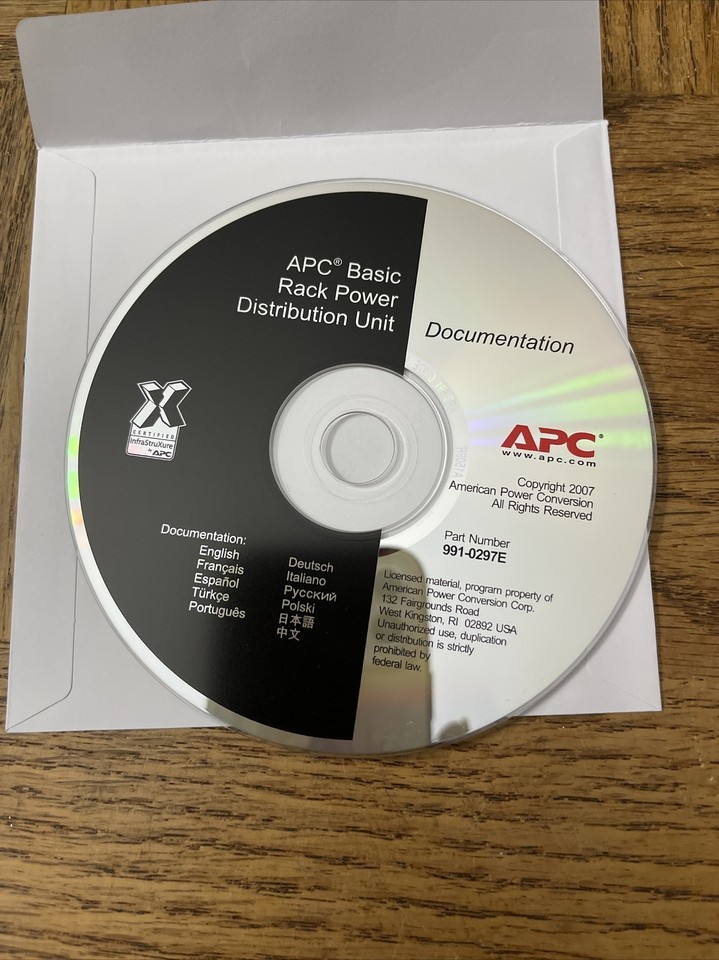 APC® Basic
Rack Power
Distribution Unit
Documentation
CERTIFIED
InfraStruXure
by APC
APC®
www.apc.com
Copyright 2007
American Power Conversion
All Rights Reserved
Part Number
991-0297E
Documentation:
English
Français
Español
Türkçe
Português
Deutsch
Italiano
Русский
Polski
日本語
中文
Licensed material, program property of
American Power Conversion Corp.
132 Fairgrounds Road
West Kingston, RI 02892 USA
Unauthorized use, duplication
or distribution is strictly
prohibited by
federal law.